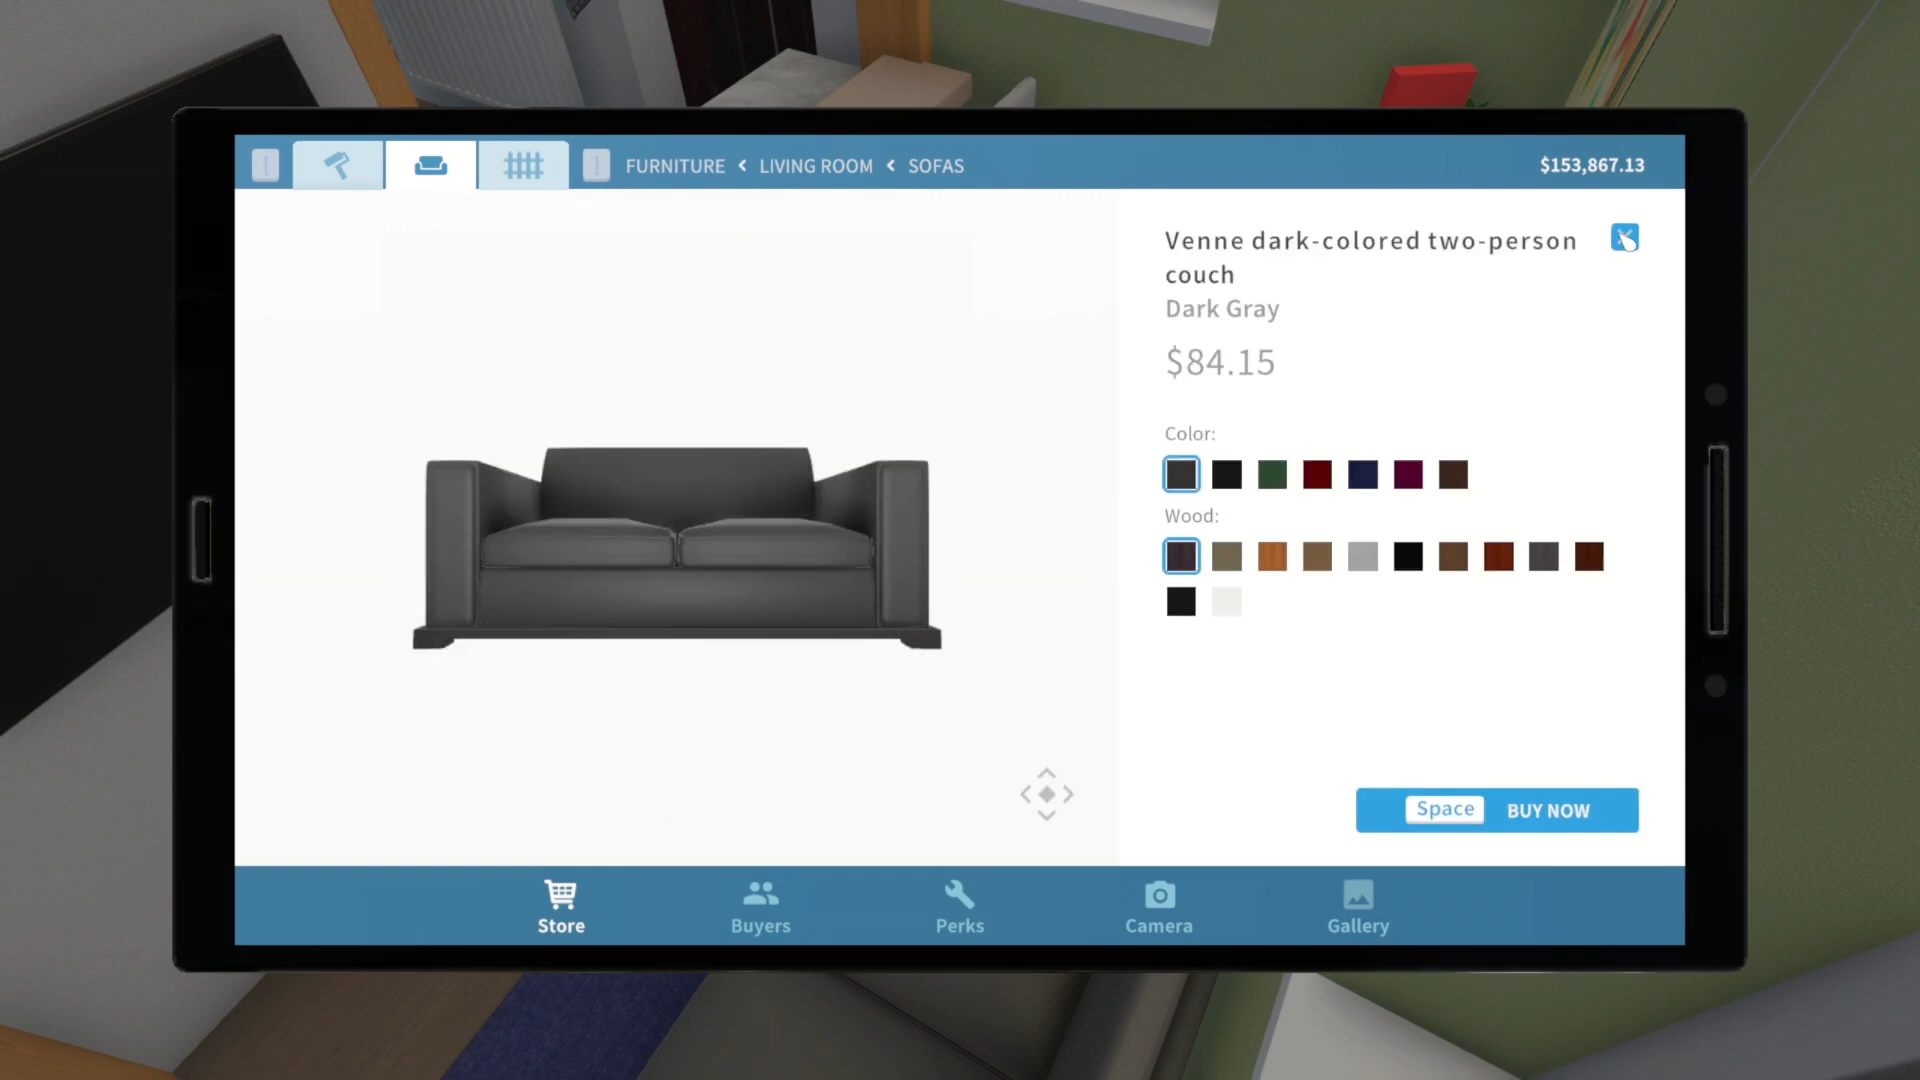 [
]
FURNITURE < LIVING ROOM < SOFAS
$153,867.13
Venne dark-colored two-person
couch
Dark Gray
$84.15
Color:
Wood:
Space BUY NOW
Store
Buyers
Perks
Camera
Gallery